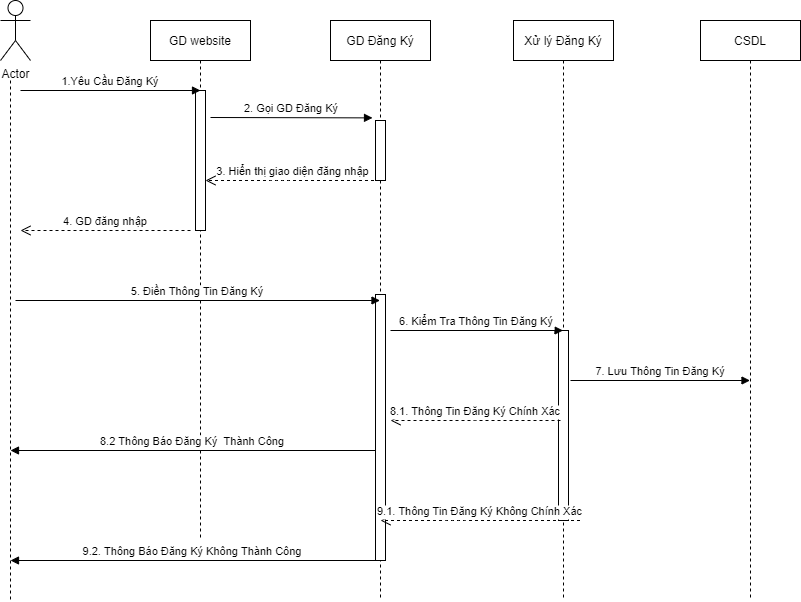 GD website
GD Đăng Ký
Xử lý Đăng Ký
CSDL
Actor
1.Yêu Cầu Đăng Ký
2. Gọi GD Đăng Ký
3. Hiển thị giao diện đăng nhập
4. GD đăng nhập
5. Điền Thông Tin Đăng Ký
6. Kiểm Tra Thông Tin Đăng Ký
7. Lưu Thông Tin Đăng Ký
8.1. Thông Tin Đăng Ký Chính Xác
8.2 Thông Báo Đăng Ký  Thành Công
9.1. Thông Tin Đăng Ký Không Chính Xác
9.2. Thông Báo Đăng Ký Không Thành Công